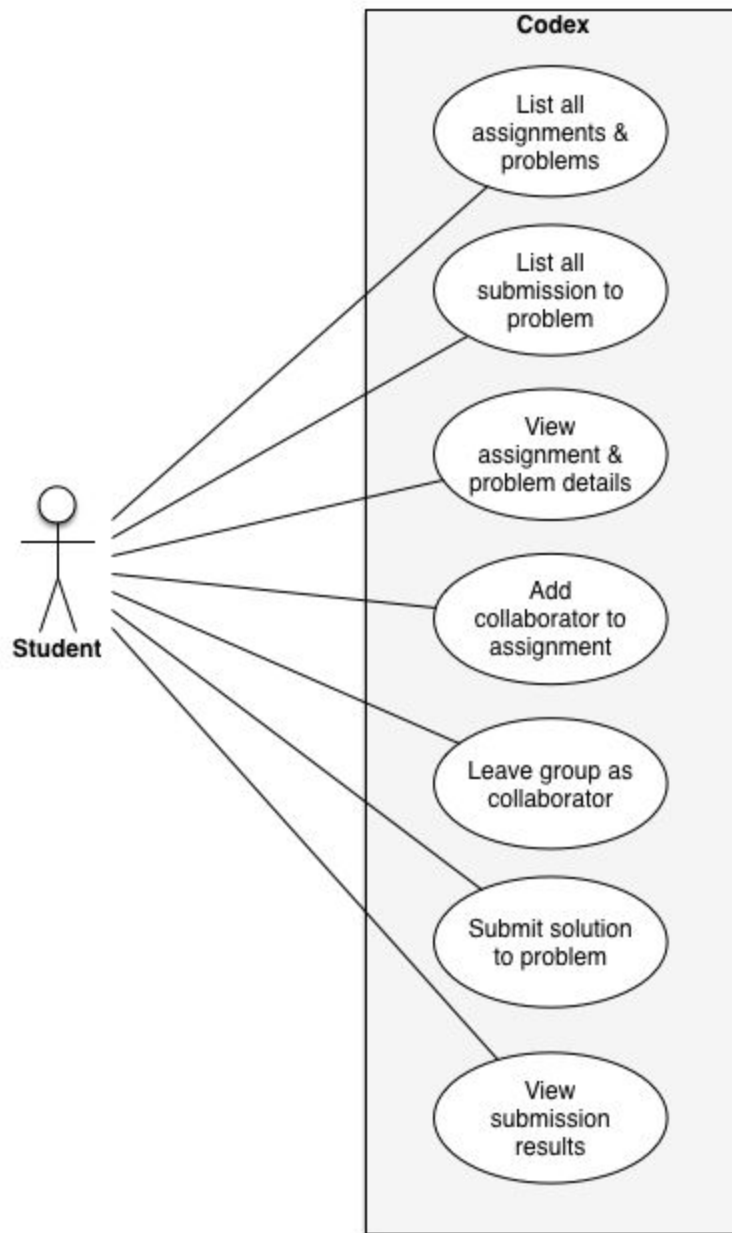 Codex
List all
assignments &
problems
List all
submission to
problem
View
assignment &
problem details
Add
collaborator to
assignment
Student
Leave group as
collaborator
Submit solution
to problem
View
submission
results